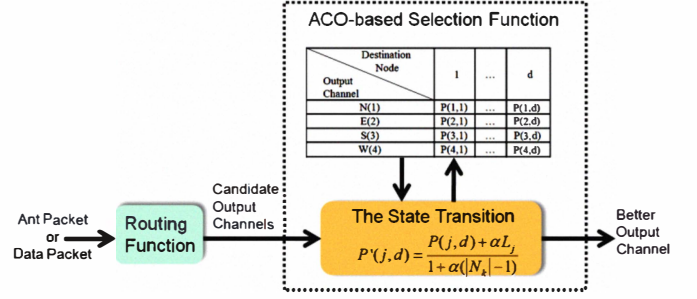 ACO-based Selection Function
Destination
Node
Output
Channel
1 ... d
N(1) P(1,1) ... P(1,d)
E(2) P(2,1) ... P(2,d)
S(3) P(3,1) ... P(3,d)
W(4) P(4,1) ... P(4,d)
Ant Packet
or
Data Packet
Routing
Function
Candidate
Output
Channels
The State Transition
P'(j,d) = \frac{P(j,d)+αL_j}{1+α(|N_k|−1)}
Better
Output
Channel